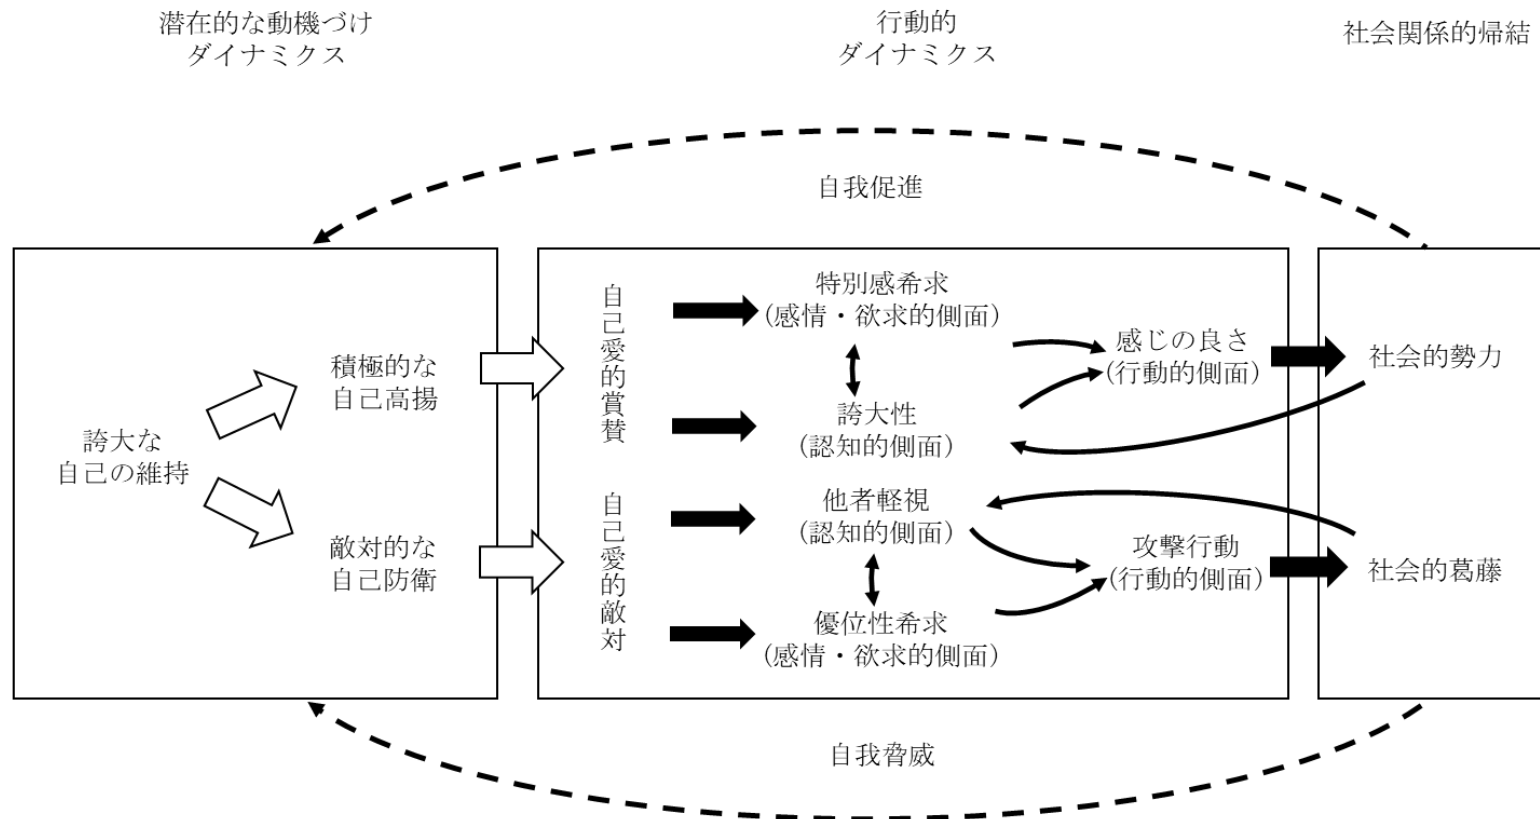 潜在的な動機づけ
ダイナミクス
行動的
ダイナミクス
社会関係的帰結
自我促進
誇大な
自己の維持
積極的な
自己高揚
敵対的な
自己防衛
自己愛的賞賛
自己愛的敵対
特別感希求
(感情・欲求的側面)
誇大性
(認知的側面)
他者軽視
(認知的側面)
優位性希求
(感情・欲求的側面)
感じの良さ
(行動的側面)
攻撃行動
(行動的側面)
社会的勢力
社会的葛藤
自我脅威